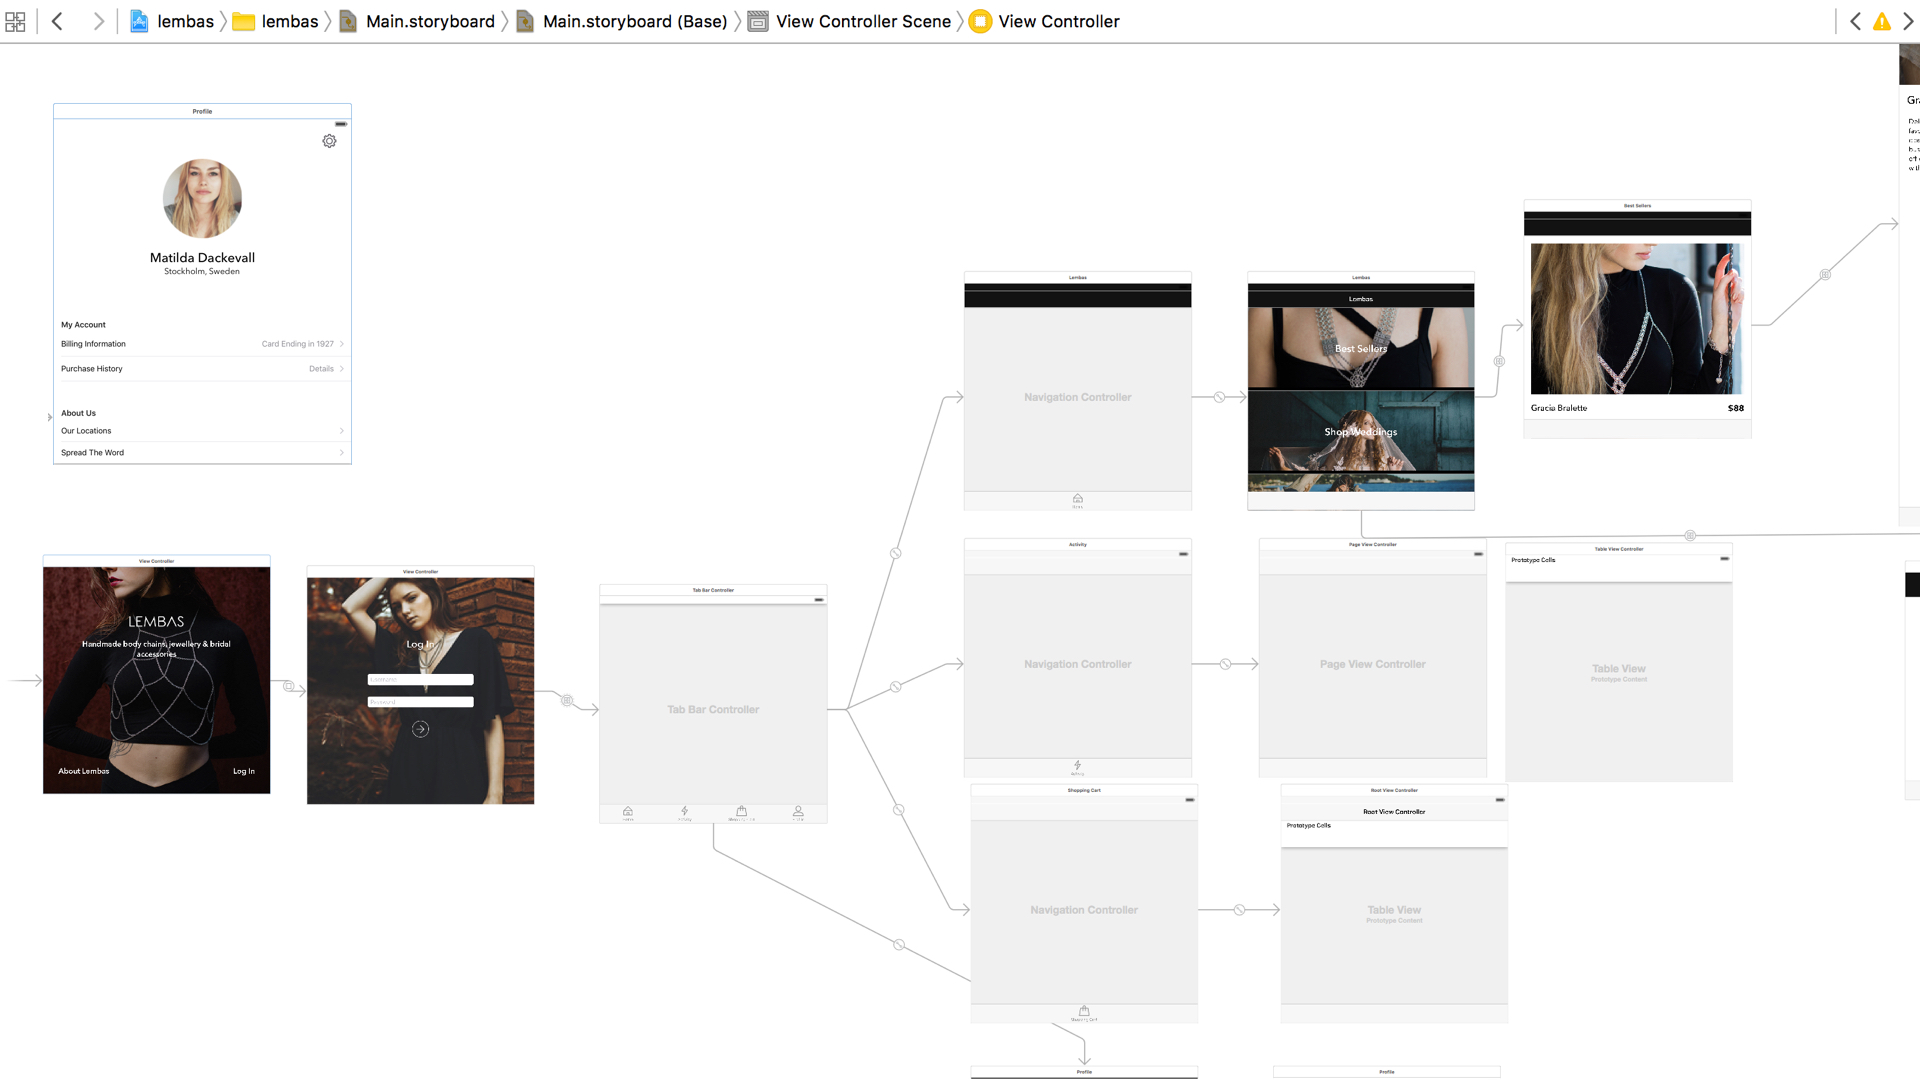 lembas
lembas
Main.storyboard
Main.storyboard (Base)
View Controller Scene
View Controller
Profile
Matilda Dackevall
Stockholm, Sweden
My Account
Billing Information
Card Ending in 1927
Purchase History
Details
About Us
Our Locations
Spread The Word
View Controller
LEMBAS
Handmade body chains, jewellery & bridal
accessories
About Lembas
Log In
View Controller
Log In
Username
Password
Tab Bar Controller
Tab Bar Controller
Lembas
Navigation Controller
Lembas
Lembas
Best Sellers
Shop Weddings
Best Sellers
Gracia Bralette
$88
Activity
Navigation Controller
Page View Controller
Page View Controller
Table View Controller
Prototype Cells
Table View
Prototype Content
Shopping Cart
Navigation Controller
Shopping Cart
Root View Controller
Root View Controller
Prototype Cells
Table View
Prototype Content
Profile
Profile